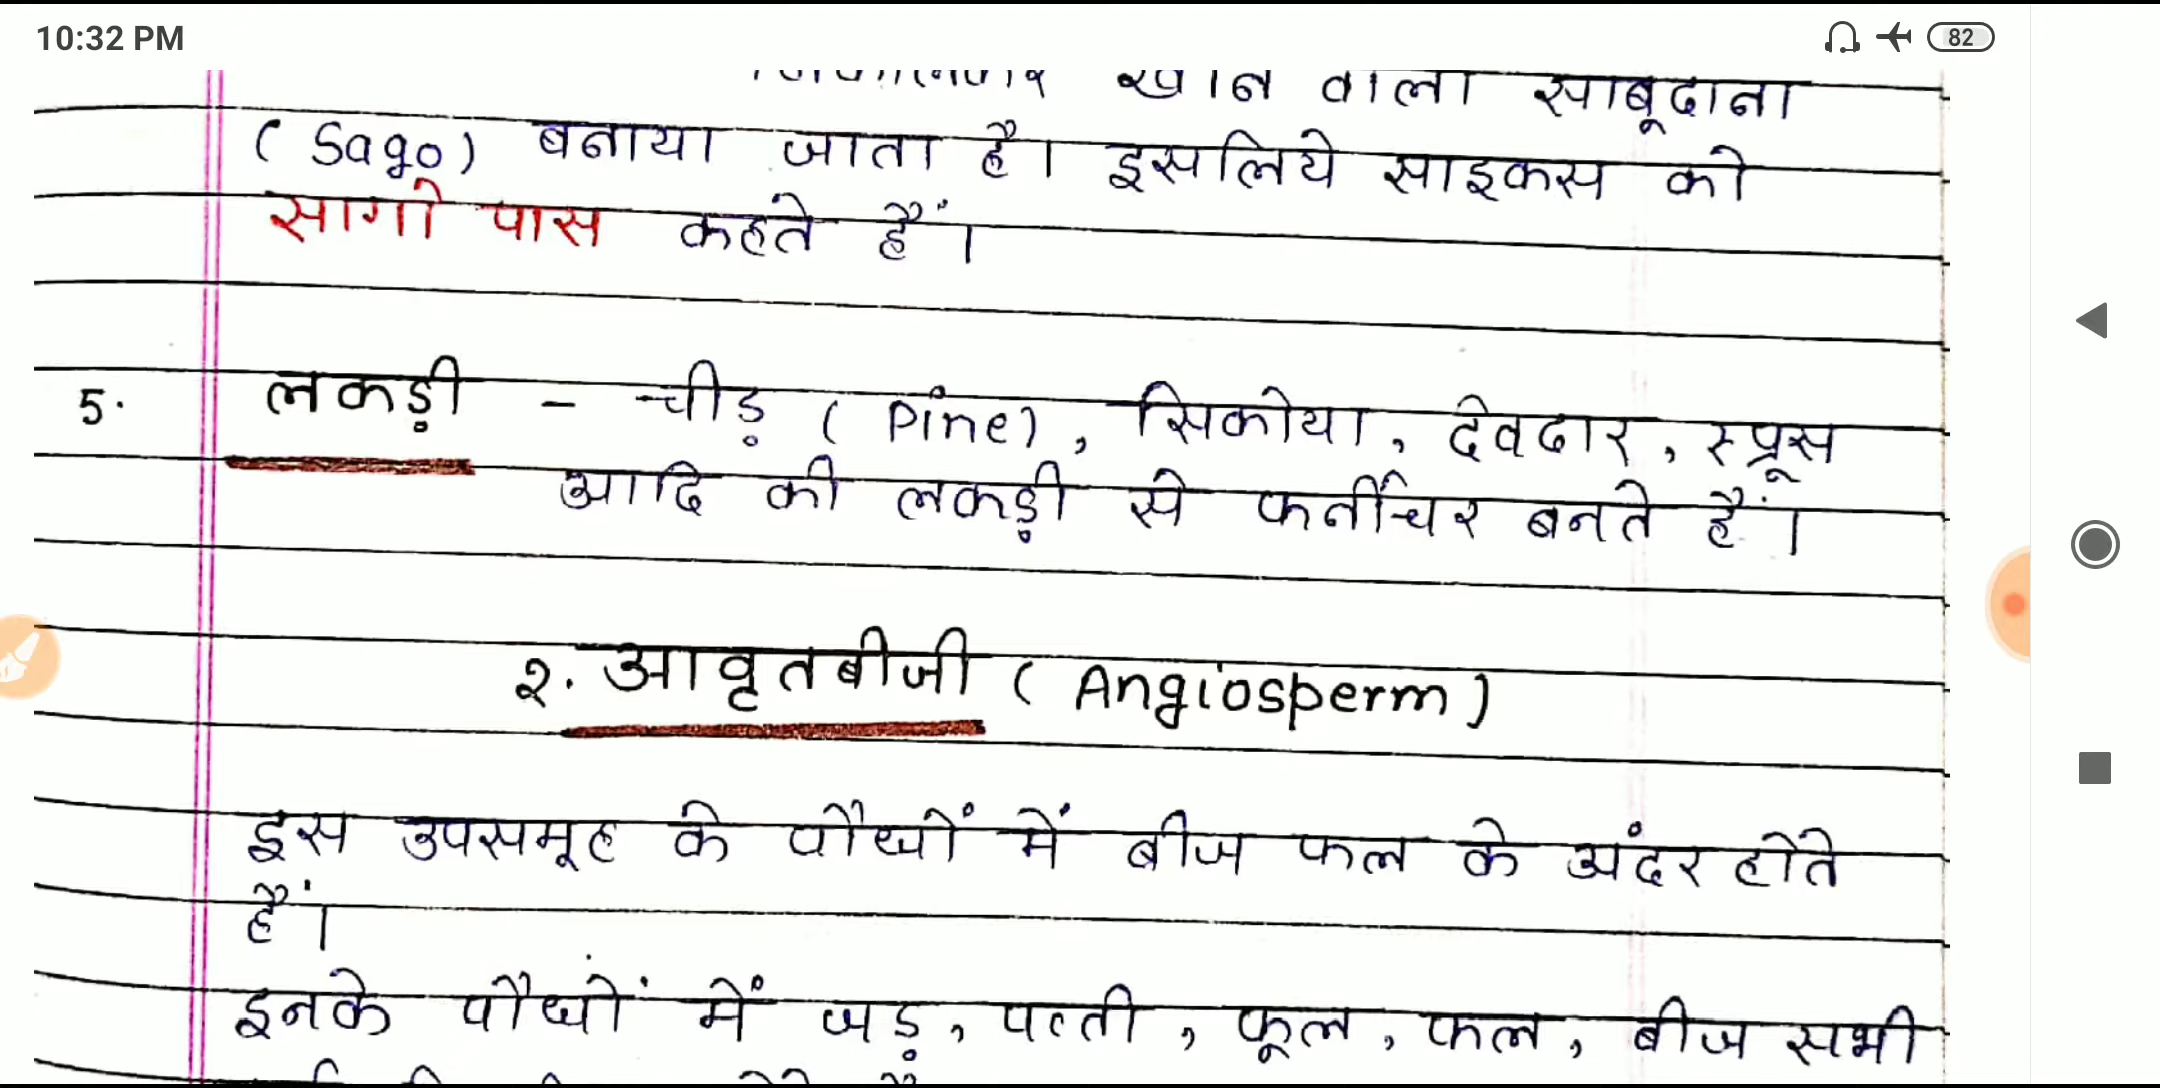 10:32 PM 82
खाने वाला साबूदाना
(Sago) बनाया जाता है। इसलिये साइकस को
सागो पास कहते हैं।
5. लकड़ी - चीड़ (Pine), सिकोया, देवदार, स्प्रूस
आदि की लकड़ी से फर्नीचर बनते हैं।
२. आवृतबीजी (Angiosperm)
इस उपसमूह के पौधों में बीज फल के अंदर होते
हैं।
इनके पौधों में जड़, पत्ती, फूल, फल, बीज सभी